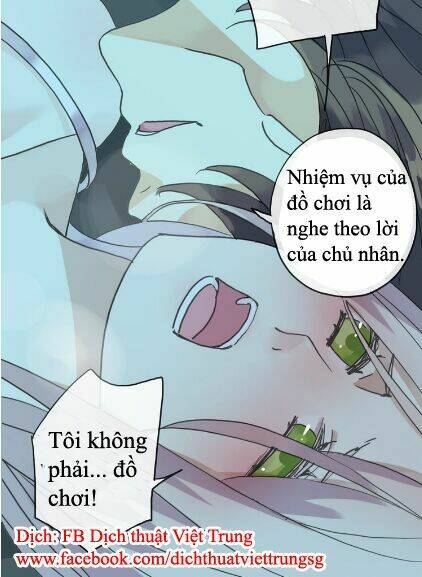 Nhiệm vụ của
đồ chơi là
nghe theo lời
của chủ nhân.
Tôi không
phải... đồ
chơi!
Dịch: FB Dịch thuật Việt Trung
www.facebook.com/dichthuatviettrungsg